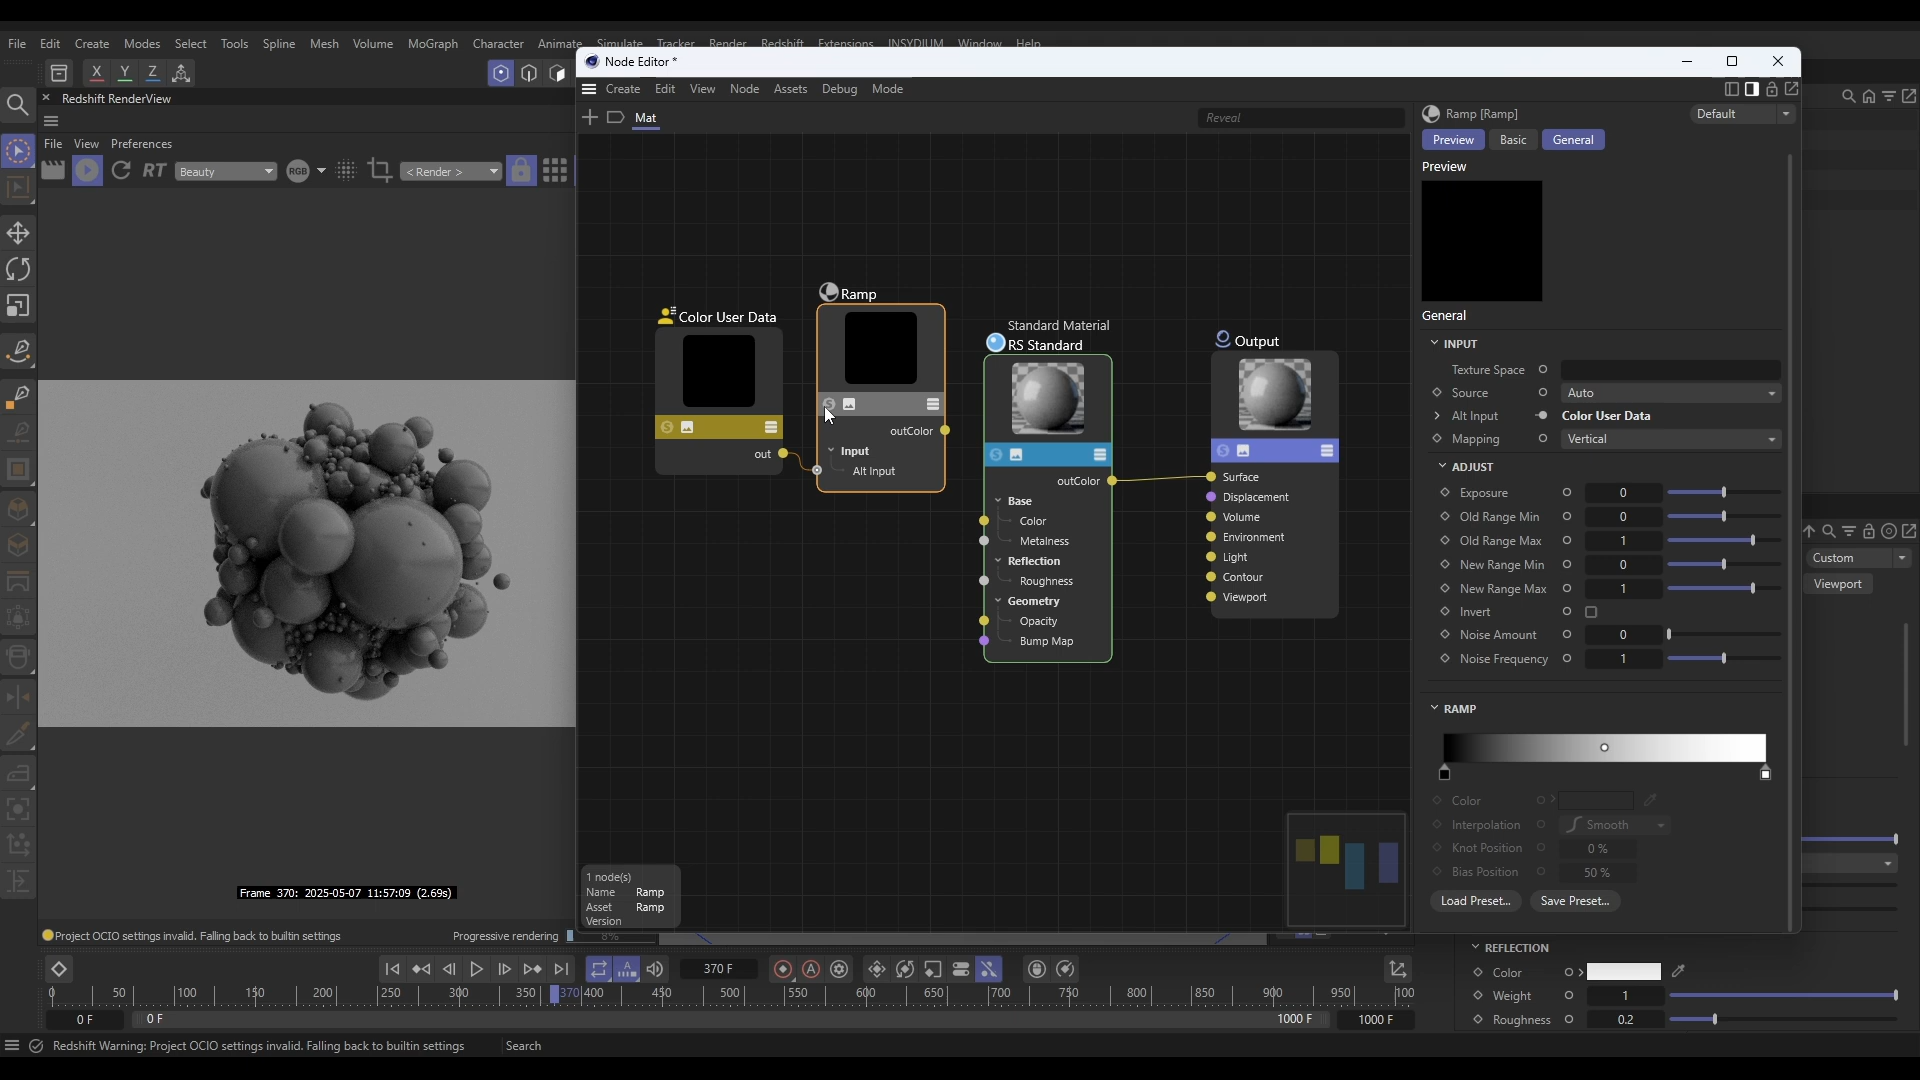 File Edit Create Modes Select Tools Spline Mesh Volume MoGraph Character Animate Simulate Tracker Render Redshift Extensions INSYDIUM Window Help
Node Editor *
X Y Z
Create Edit View Node Assets Debug Mode
Redshift RenderView
Mat
Reveal
Ramp [Ramp]
Default
File View Preferences
Preview Basic General
RT Beauty RGB < Render >
Preview
General
INPUT
Texture Space
Source Auto
Alt Input Color User Data
Mapping Vertical
ADJUST
Exposure 0
Old Range Min 0
Old Range Max 1
New Range Min 0
New Range Max 1
Invert
Noise Amount 0
Noise Frequency 1
RAMP
Color
Interpolation Smooth
Knot Position 0 %
Bias Position 50 %
Load Preset... Save Preset...
Ramp
S
outColor
Input
Alt Input
Color User Data
S
out
Standard Material
RS Standard
S
outColor
Base
Color
Metalness
Reflection
Roughness
Geometry
Opacity
Bump Map
Output
S
Surface
Displacement
Volume
Environment
Light
Contour
Viewport
Custom
Viewport
1 node(s)
Name Ramp
Asset Ramp
Version
Frame 370: 2025-05-07 11:57:09 (2.69s)
Project OCIO settings invalid. Falling back to builtin settings
Progressive rendering 8%
REFLECTION
Color
Weight 1
Roughness 0.2
A A 370 F
0 50 100 150 200 250 300 350 370 400 450 500 550 600 650 700 750 800 850 900 950 100
0 F 0 F 1000 F 1000 F
Redshift Warning: Project OCIO settings invalid. Falling back to builtin settings
Search